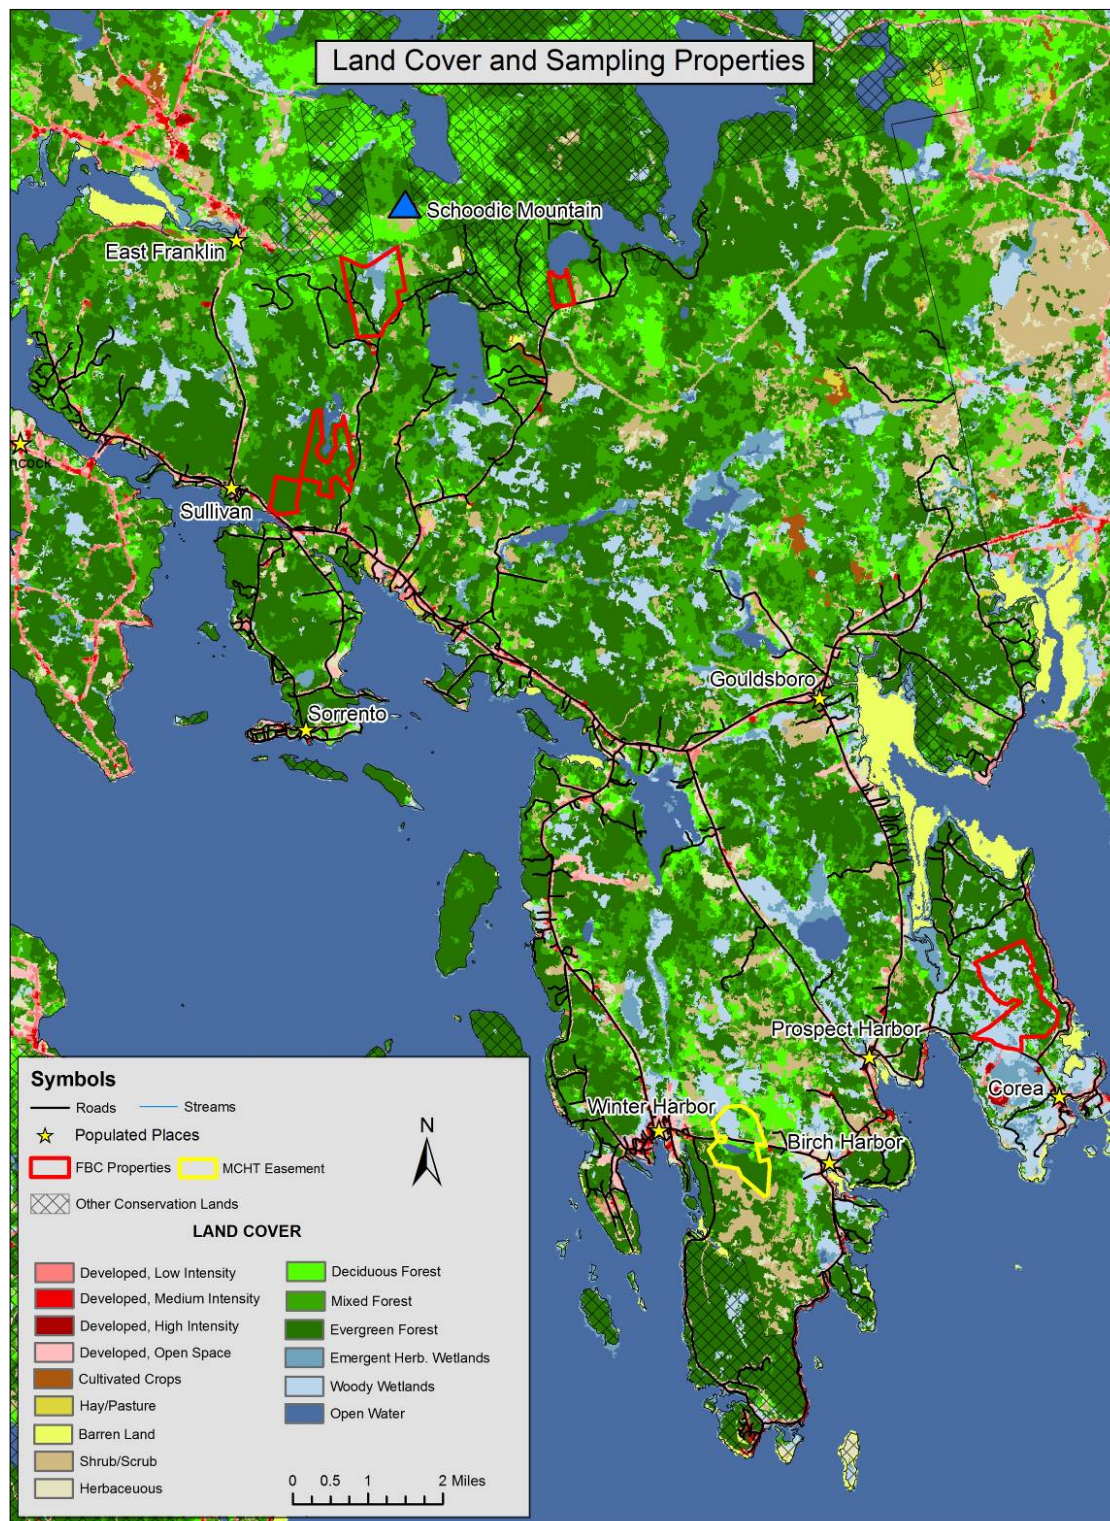 Land Cover and Sampling Properties
Schoodic Mountain
East Franklin
ncock
Sullivan
Gouldsboro
Sorrento
Prospect Harbor
Corea
Winter Harbor
Birch Harbor
Symbols
Roads Streams
Populated Places
N
FBC Properties MCHT Easement
Other Conservation Lands
LAND COVER
Developed, Low Intensity
Developed, Medium Intensity
Developed, High Intensity
Developed, Open Space
Cultivated Crops
Hay/Pasture
Barren Land
Shrub/Scrub
Herbaceuous
Deciduous Forest
Mixed Forest
Evergreen Forest
Emergent Herb. Wetlands
Woody Wetlands
Open Water
0 0.5 1 2 Miles